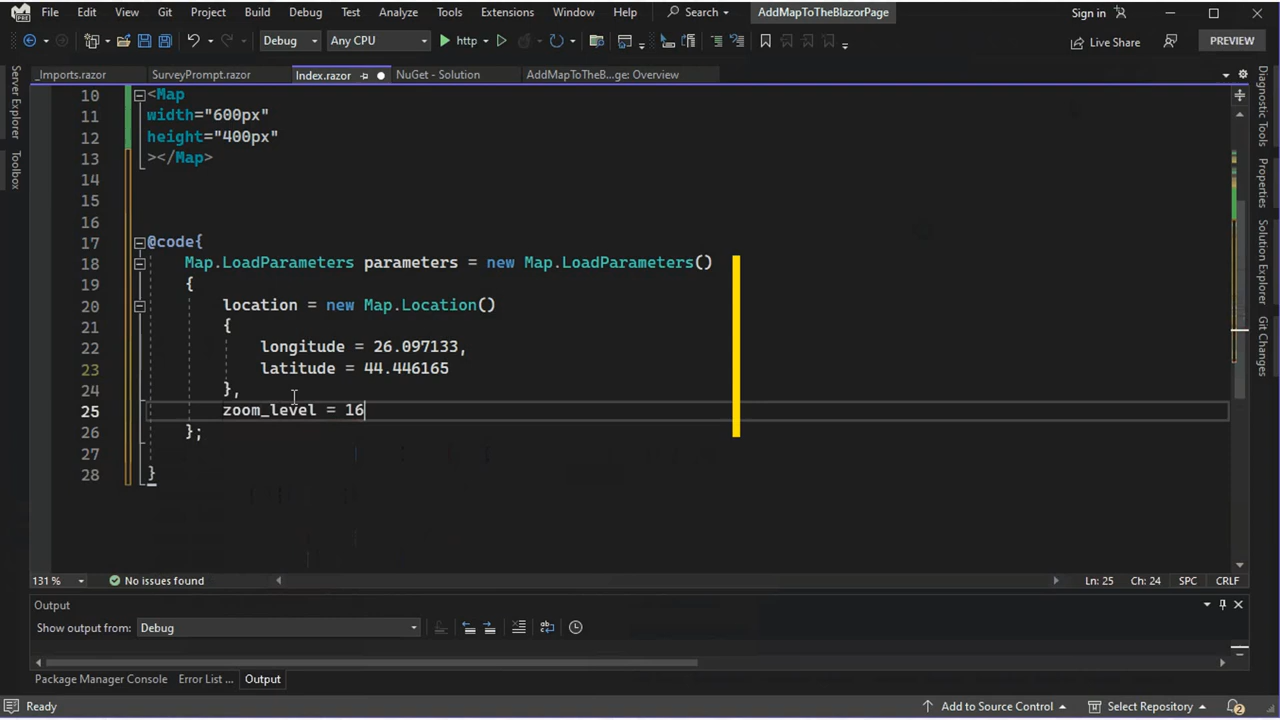 File Edit View Git Project Build Debug Test Analyze Tools Extensions Window Help Search AddMapToTheBlazorPage Sign in
PRE
Debug Any CPU http Live Share PREVIEW
_Imports.razor SurveyPrompt.razor Index.razor NuGet - Solution AddMapToTheB...ge: Overview
Server Explorer
Toolbox
10 <Map
11 width="600px"
12 height="400px"
13 ></Map>
14
15
16
17 @code{
18 Map.LoadParameters parameters = new Map.LoadParameters()
19 {
20 location = new Map.Location()
21 {
22 longitude = 26.097133,
23 latitude = 44.446165
24 },
25 zoom_level = 16
26 };
27
28 }
Diagnostic Tools
Properties
Solution Explorer
Git Changes
131 % No issues found Ln: 25 Ch: 24 SPC CRLF
Output
Show output from: Debug
Package Manager Console Error List ... Output
Ready Add to Source Control Select Repository 2